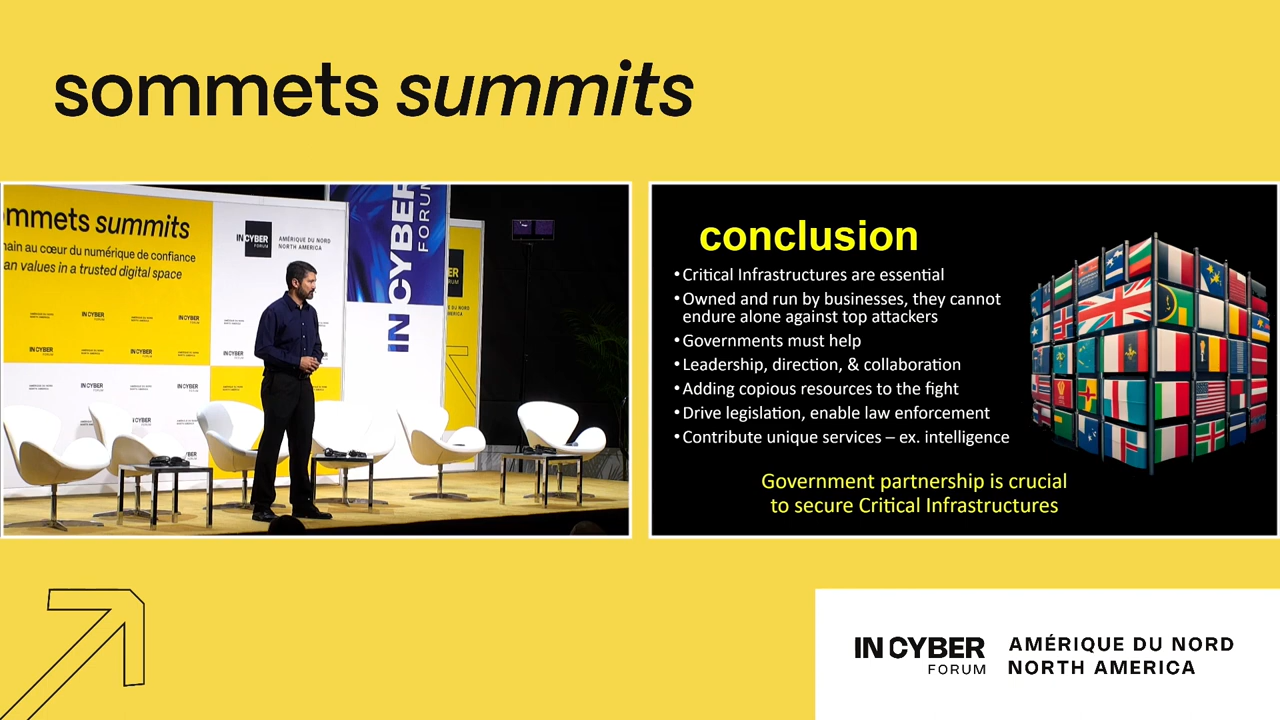 sommets summits
ommets summits
nain au cœur du numérique de confiance
an values in a trusted digital space
IN CYBER
FORUM
AMÉRIQUE DU NORD
NORTH AMERICA
IN CYBER
FORUM
conclusion
• Critical Infrastructures are essential
• Owned and run by businesses, they cannot
endure alone against top attackers
• Governments must help
• Leadership, direction, & collaboration
• Adding copious resources to the fight
• Drive legislation, enable law enforcement
• Contribute unique services – ex. intelligence
Government partnership is crucial
to secure Critical Infrastructures
IN CYBER
FORUM
AMÉRIQUE DU NORD
NORTH AMERICA